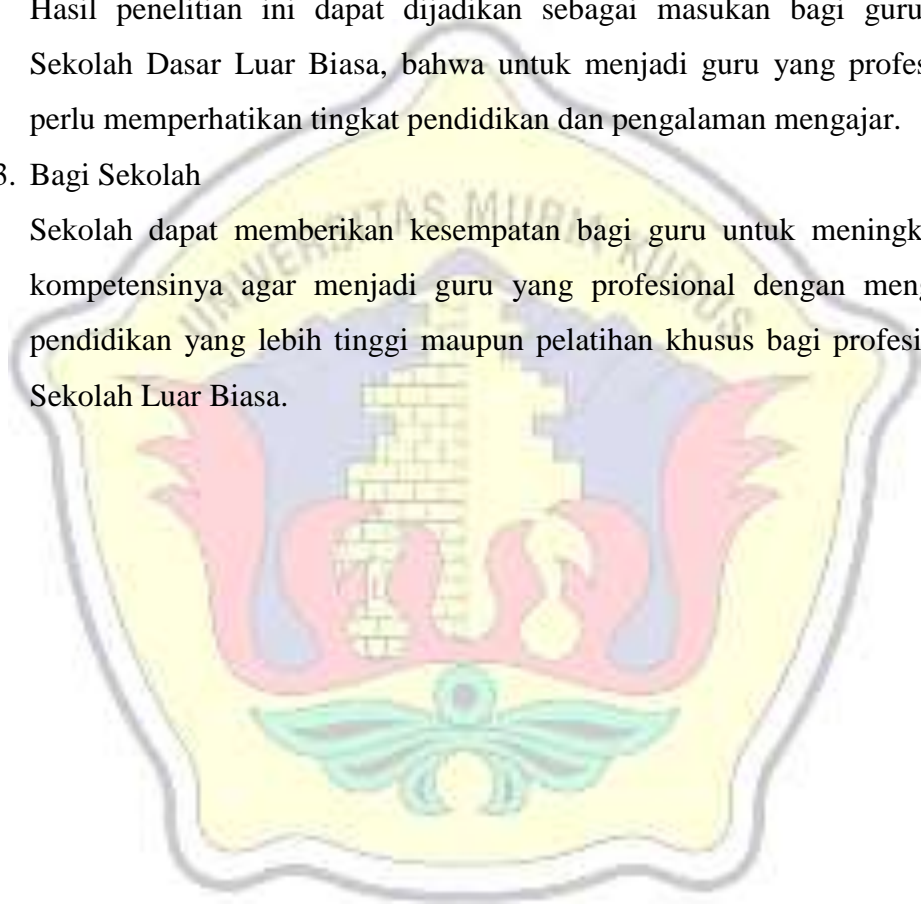 Hasil penelitian ini dapat dijadikan sebagai masukan bagi guru
Sekolah Dasar Luar Biasa, bahwa untuk menjadi guru yang profes
perlu memperhatikan tingkat pendidikan dan pengalaman mengajar.
3. Bagi Sekolah
Sekolah dapat memberikan kesempatan bagi guru untuk meningk
kompetensinya agar menjadi guru yang profesional dengan meng
pendidikan yang lebih tinggi maupun pelatihan khusus bagi profesi
Sekolah Luar Biasa.
UNIVERSITAS MURIA KUDUS